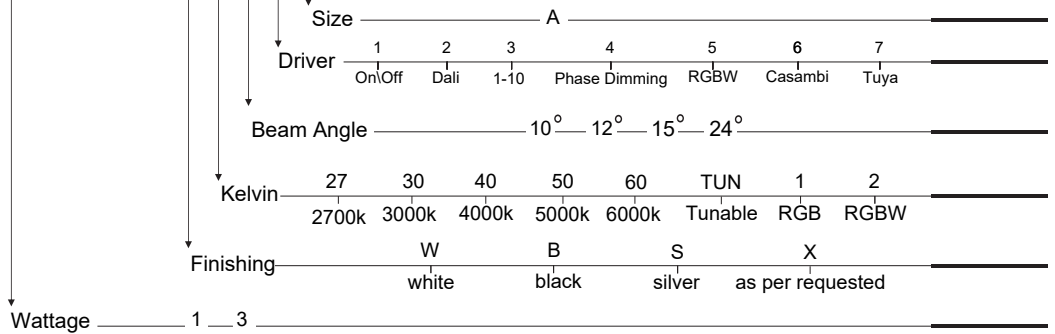 Size A
1 2 3 4 5 6 7
Driver
On\Off Dali 1-10 Phase Dimming RGBW Casambi Tuya
Beam Angle 10° 12° 15° 24°
27 30 40 50 60 TUN 1 2
Kelvin
2700k 3000k 4000k 5000k 6000k Tunable RGB RGBW
W B S X
Finishing
white black silver as per requested
Wattage 1 3